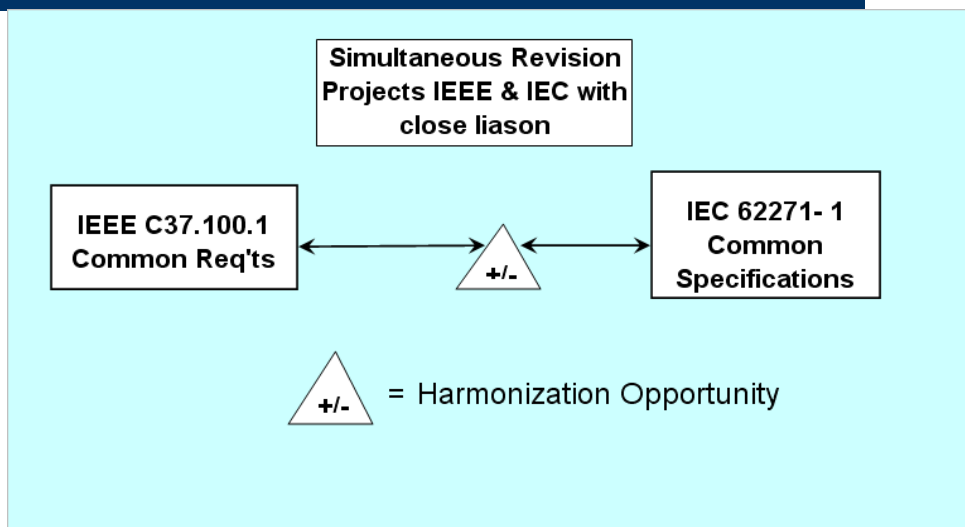 Simultaneous Revision
Projects IEEE & IEC with
close liason
IEEE C37.100.1
Common Req'ts
+/-
IEC 62271- 1
Common
Specifications
+/-
= Harmonization Opportunity